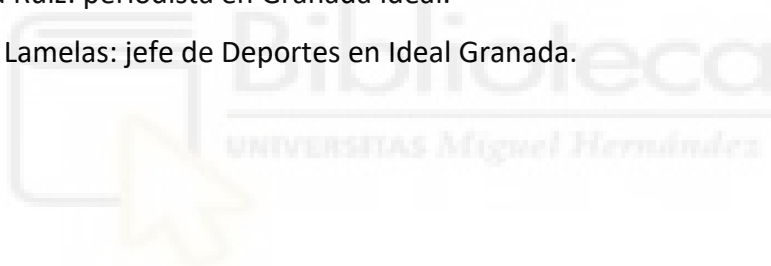 Ruiz: periodista en Granada Ideal.
Lamelas: jefe de Deportes en Ideal Granada.
Biblioteca
UNIVERSITAS Miguel Hernández